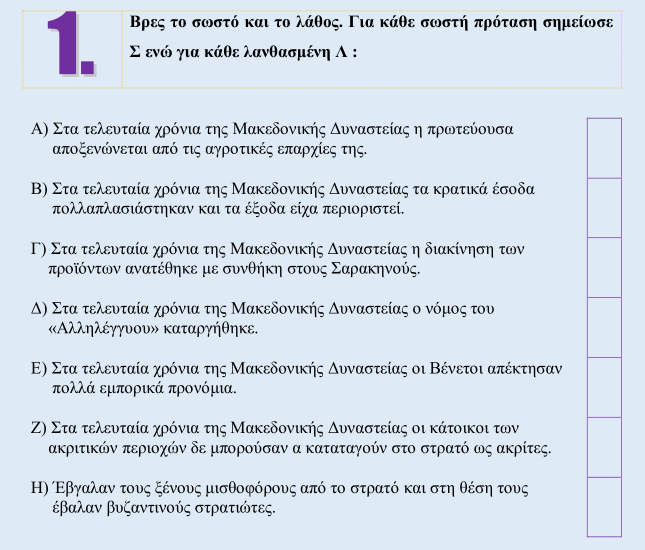 1.
Βρες το σωστό και το λάθος. Για κάθε σωστή πρόταση σημείωσε
Σ ενώ για κάθε λανθασμένη Λ :
Α) Στα τελευταία χρόνια της Μακεδονικής Δυναστείας η πρωτεύουσα
αποξενώνεται από τις αγροτικές επαρχίες της.
Β) Στα τελευταία χρόνια της Μακεδονικής Δυναστείας τα κρατικά έσοδα
πολλαπλασιάστηκαν και τα έξοδα είχα περιοριστεί.
Γ) Στα τελευταία χρόνια της Μακεδονικής Δυναστείας η διακίνηση των
προϊόντων ανατέθηκε με συνθήκη στους Σαρακηνούς.
Δ) Στα τελευταία χρόνια της Μακεδονικής Δυναστείας ο νόμος του
«Αλληλέγγυου» καταργήθηκε.
Ε) Στα τελευταία χρόνια της Μακεδονικής Δυναστείας οι Βένετοι απέκτησαν
πολλά εμπορικά προνόμια.
Ζ) Στα τελευταία χρόνια της Μακεδονικής Δυναστείας οι κάτοικοι των
ακριτικών περιοχών δε μπορούσαν α καταταγούν στο στρατό ως ακρίτες.
Η) Έβγαλαν τους ξένους μισθοφόρους από το στρατό και στη θέση τους
έβαλαν βυζαντινούς στρατιώτες.